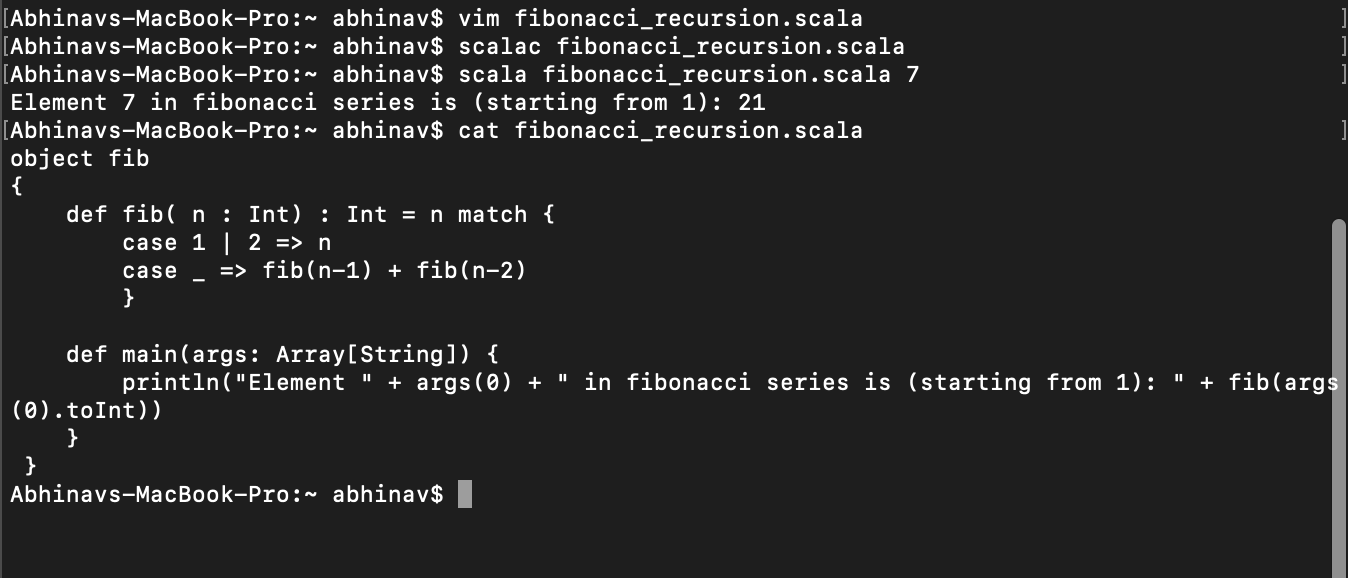 [Abhinavs-MacBook-Pro:~ abhinav$ vim fibonacci_recursion.scala ]
[Abhinavs-MacBook-Pro:~ abhinav$ scalac fibonacci_recursion.scala ]
[Abhinavs-MacBook-Pro:~ abhinav$ scala fibonacci_recursion.scala 7 ]
Element 7 in fibonacci series is (starting from 1): 21
[Abhinavs-MacBook-Pro:~ abhinav$ cat fibonacci_recursion.scala ]
object fib
{
    def fib( n : Int) : Int = n match {
        case 1 | 2 => n
        case _ => fib(n-1) + fib(n-2)
        }
    def main(args: Array[String]) {
        println("Element " + args(0) + " in fibonacci series is (starting from 1): " + fib(args
(0).toInt))
    }
 }
Abhinavs-MacBook-Pro:~ abhinav$